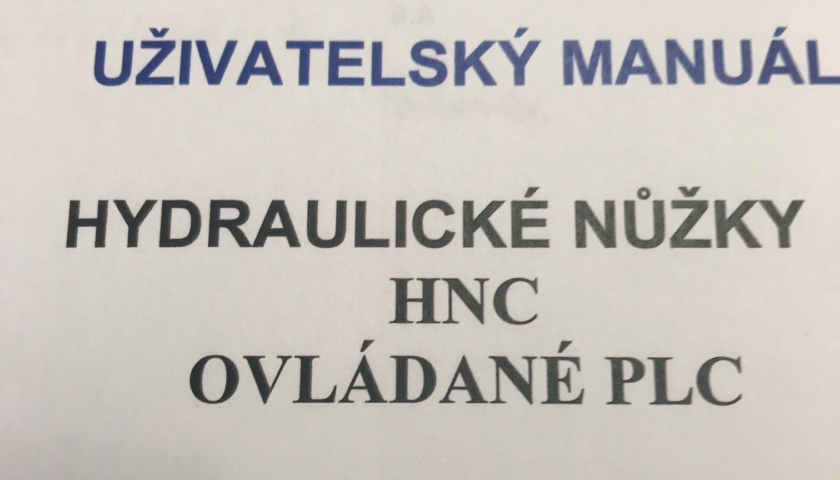 UŽIVATELSKÝ MANUÁL
HYDRAULICKÉ NŮŽKY
HNC
OVLÁDANÉ PLC